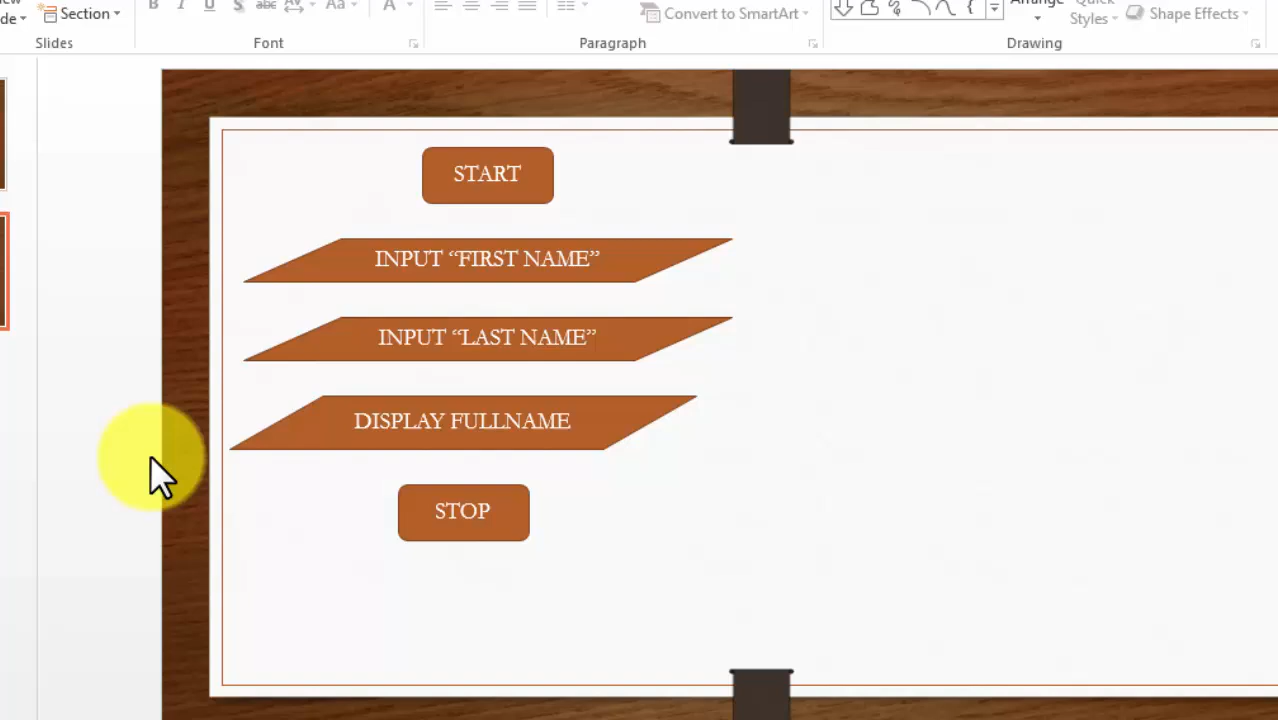 Section
Convert to SmartArt
Styles
Shape Effects
Slides
Font
Paragraph
Drawing
START
INPUT “FIRST NAME”
INPUT “LAST NAME”
DISPLAY FULLNAME
STOP